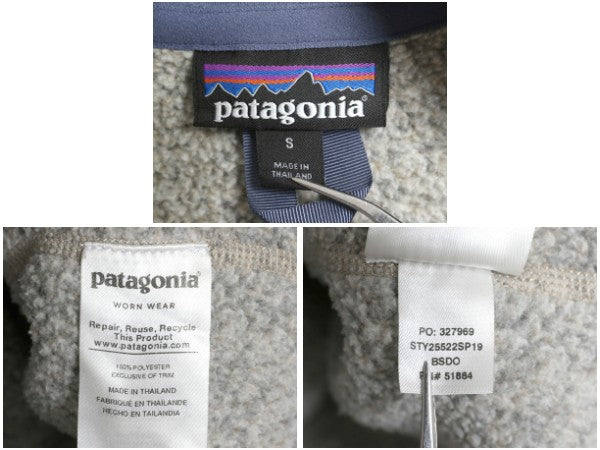 patagonia®
S
MADE IN
THAILAND
patagonia®
WORN WEAR
Repair, Reuse, Recycle
This Product
www.patagonia.com
100% POLYESTER
EXCLUSIVE OF TRIM
MADE IN THAILAND
FABRIQUÉ EN THAÏLANDE
HECHO EN TAILANDIA
PO: 327969
STY25522SP19
BSDO
51884